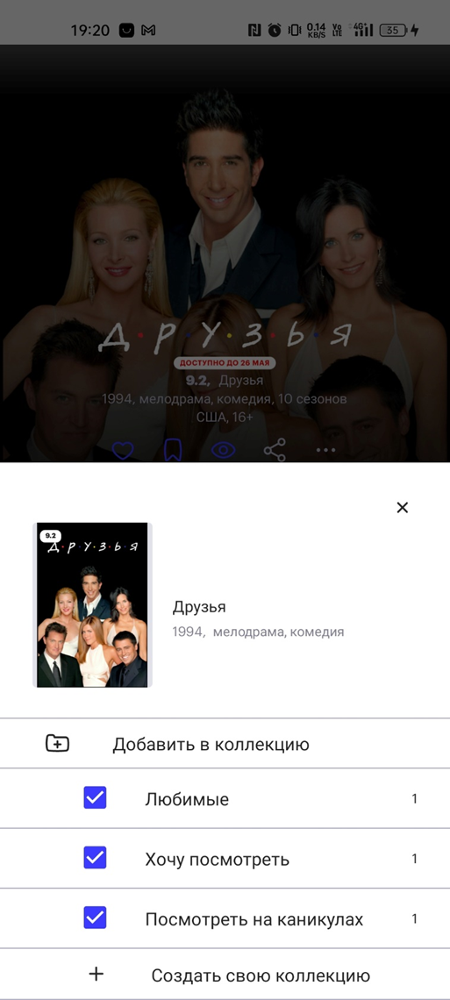 19:20
0.14
KB/S
Vo
LTE
4G+
35
Д Р У З Ь Я
ДОСТУПНО ДО 26 МАЯ
9.2, Друзья
1994, мелодрама, комедия, 10 сезонов
США, 16+
9.2
Д Р У З Ь Я
Друзья
1994, мелодрама, комедия
Добавить в коллекцию
Любимые 1
Хочу посмотреть 1
Посмотреть на каникулах 1
Создать свою коллекцию